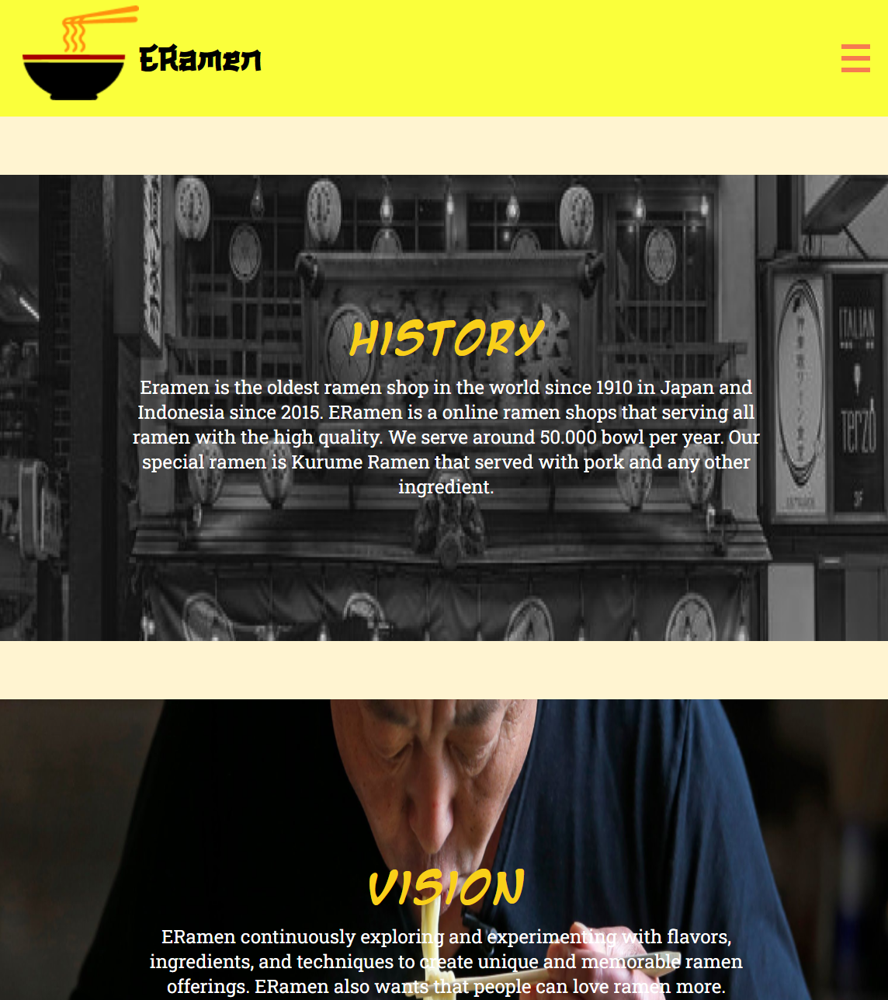 ERamen
HISTORY
Eramen is the oldest ramen shop in the world since 1910 in Japan and
Indonesia since 2015. ERamen is a online ramen shops that serving all
ramen with the high quality. We serve around 50.000 bowl per year. Our
special ramen is Kurume Ramen that served with pork and any other
ingredient.
ITALIAN
TERZO
3F
VISION
ERamen continuously exploring and experimenting with flavors,
ingredients, and techniques to create unique and memorable ramen
offerings. ERamen also wants that people can love ramen more.